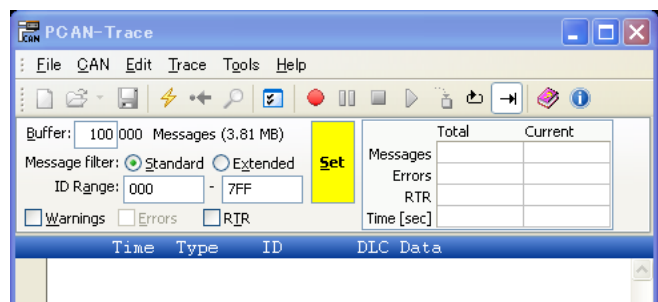 CAN PCAN-Trace
File CAN Edit Trace Tools Help
Buffer: 100 000 Messages (3.81 MB)
Message filter: Standard Extended
ID Range: 000 - 7FF
Warnings Errors RTR
Set
Total Current
Messages
Errors
RTR
Time [sec]
Time Type ID DLC Data